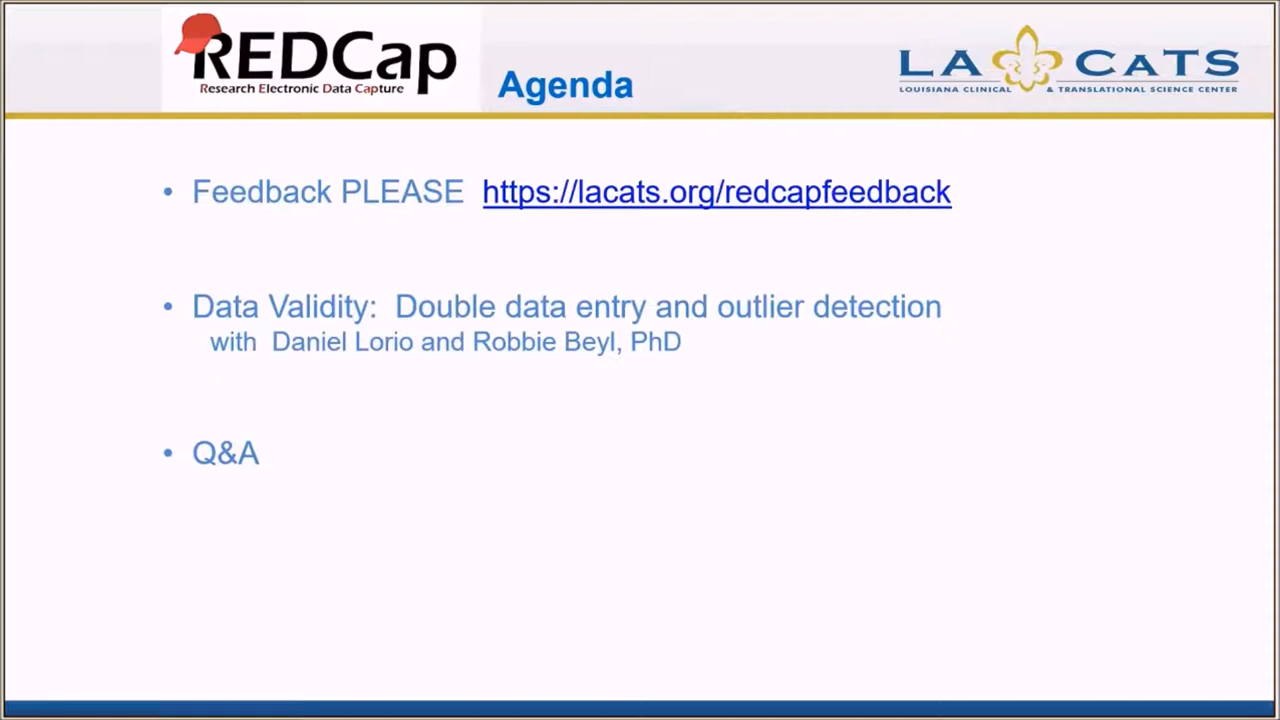 REDCap
Research Electronic Data Capture
Agenda
LA CATS
LOUISIANA CLINICAL & TRANSLATIONAL SCIENCE CENTER
• Feedback PLEASE https://lacats.org/redcapfeedback
• Data Validity: Double data entry and outlier detection
with Daniel Lorio and Robbie Beyl, PhD
• Q&A